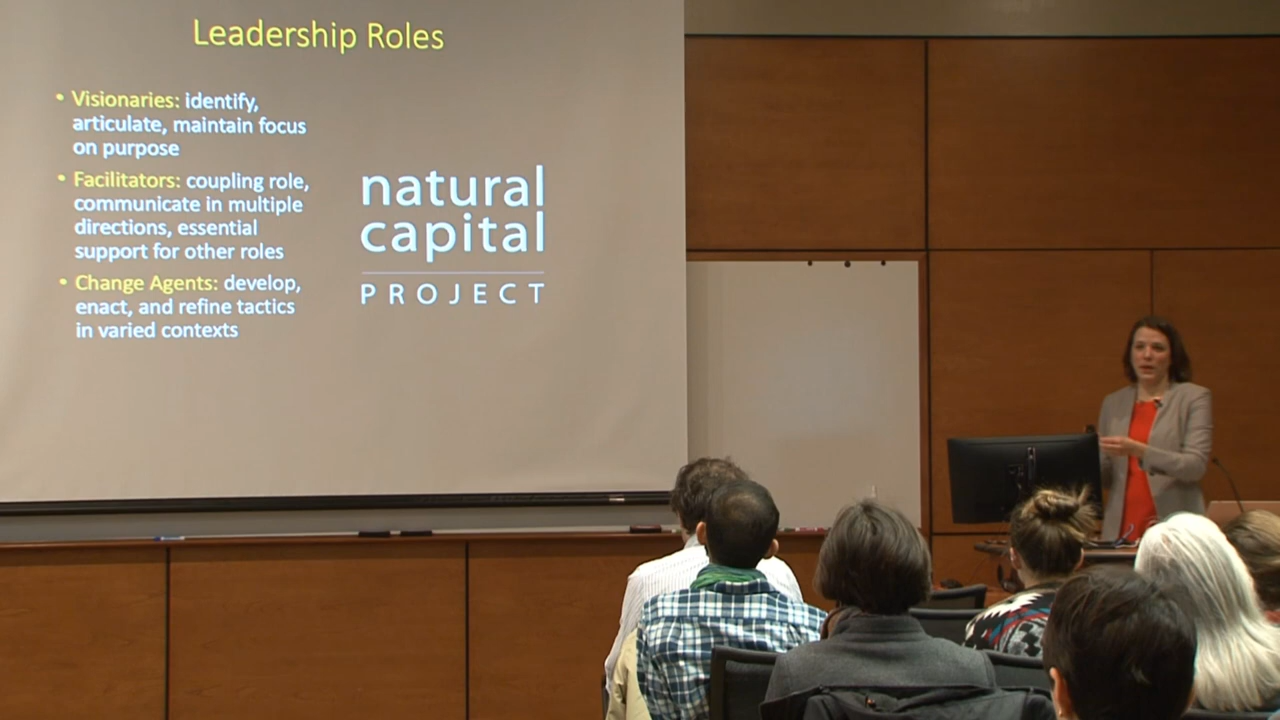 Leadership Roles
• Visionaries: identify,
articulate, maintain focus
on purpose
• Facilitators: coupling role,
communicate in multiple
directions, essential
support for other roles
• Change Agents: develop,
enact, and refine tactics
in varied contexts
natural
capital
PROJECT